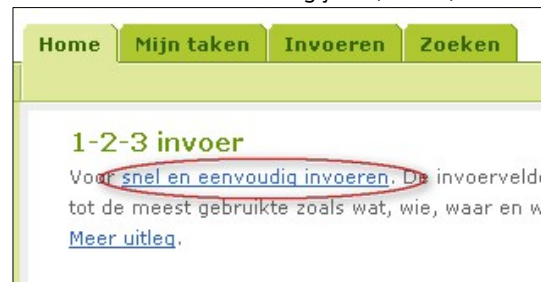 Home Mijn taken Invoeren Zoeken
1-2-3 invoer
Voor snel en eenvoudig invoeren. De invoerveld
tot de meest gebruikte zoals wat, wie, waar en w
Meer uitleg.